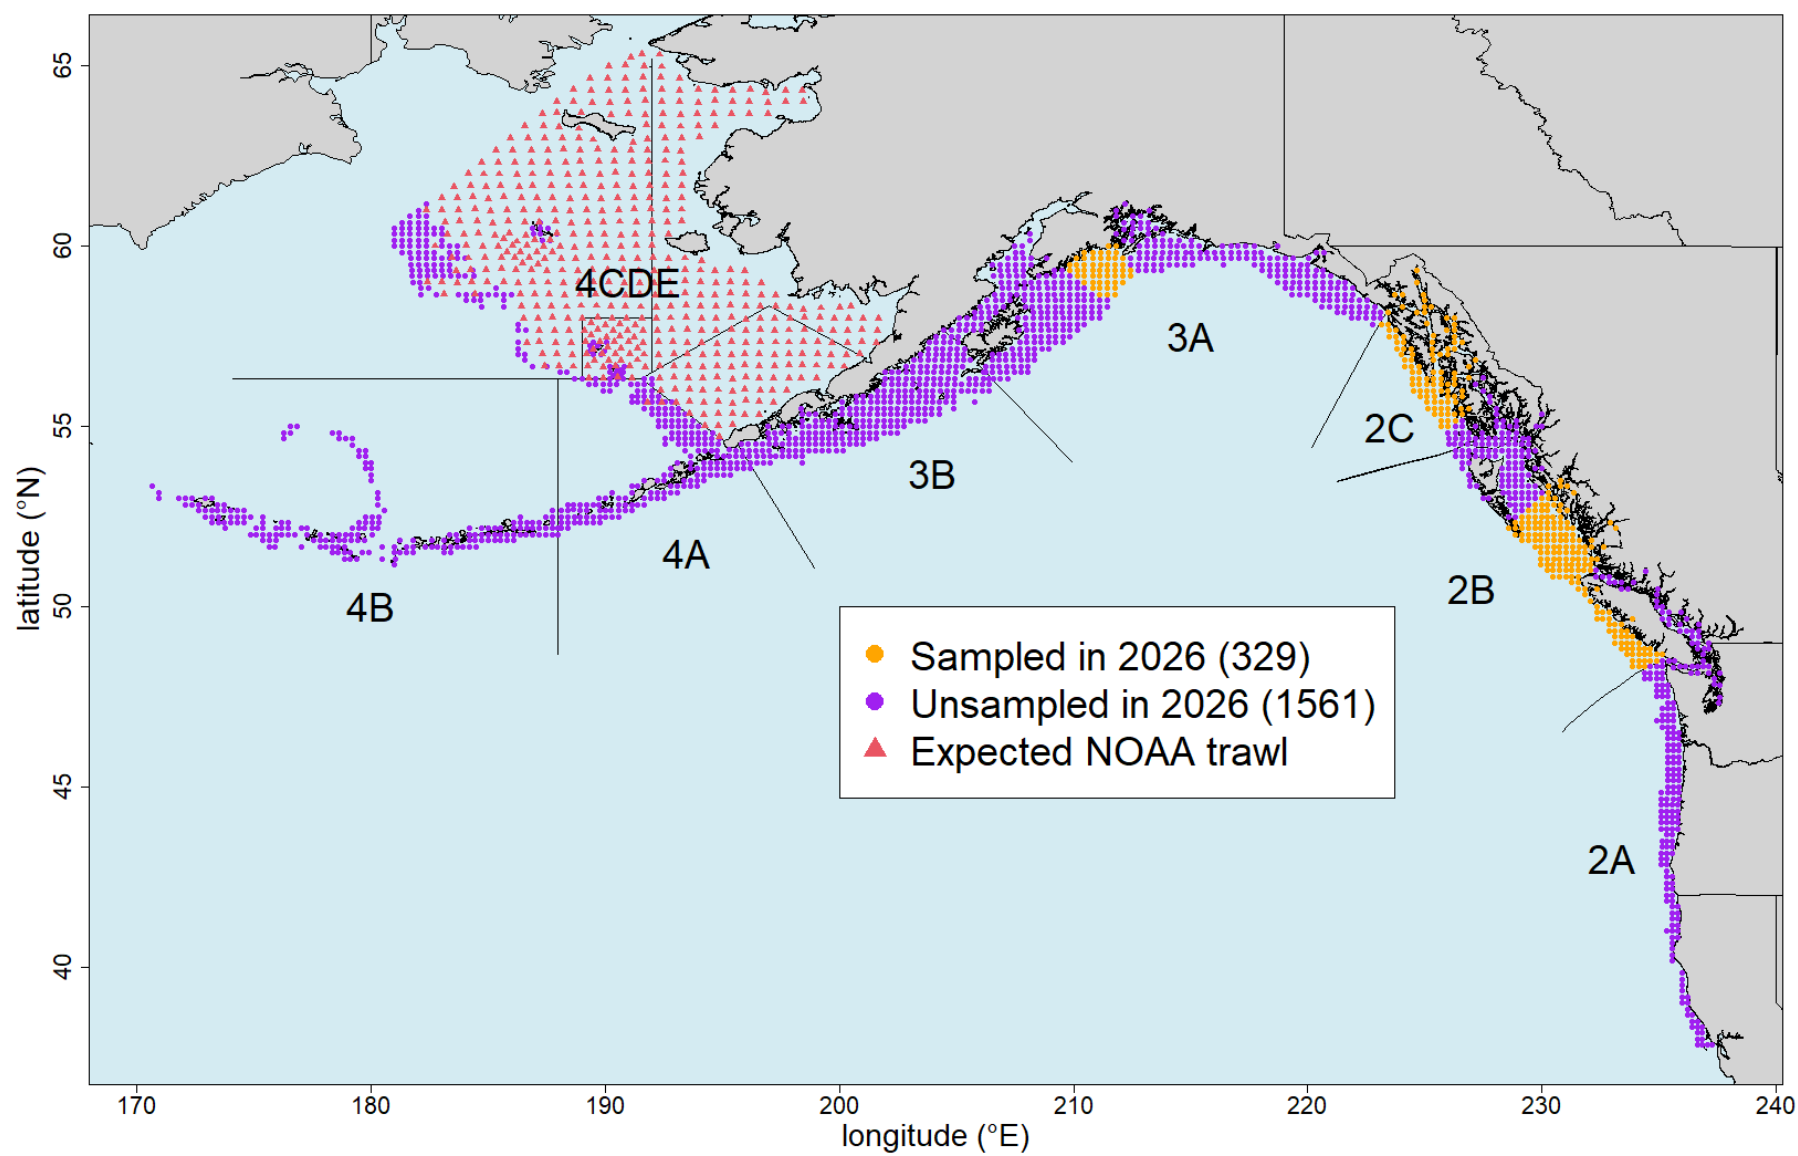 65
60
55
50
45
40
latitude (°N)
4CDE
3A
2C
3B
4A
2B
4B
2A
Sampled in 2026 (329)
Unsampled in 2026 (1561)
Expected NOAA trawl
170
180
190
200
210
220
230
240
longitude (°E)